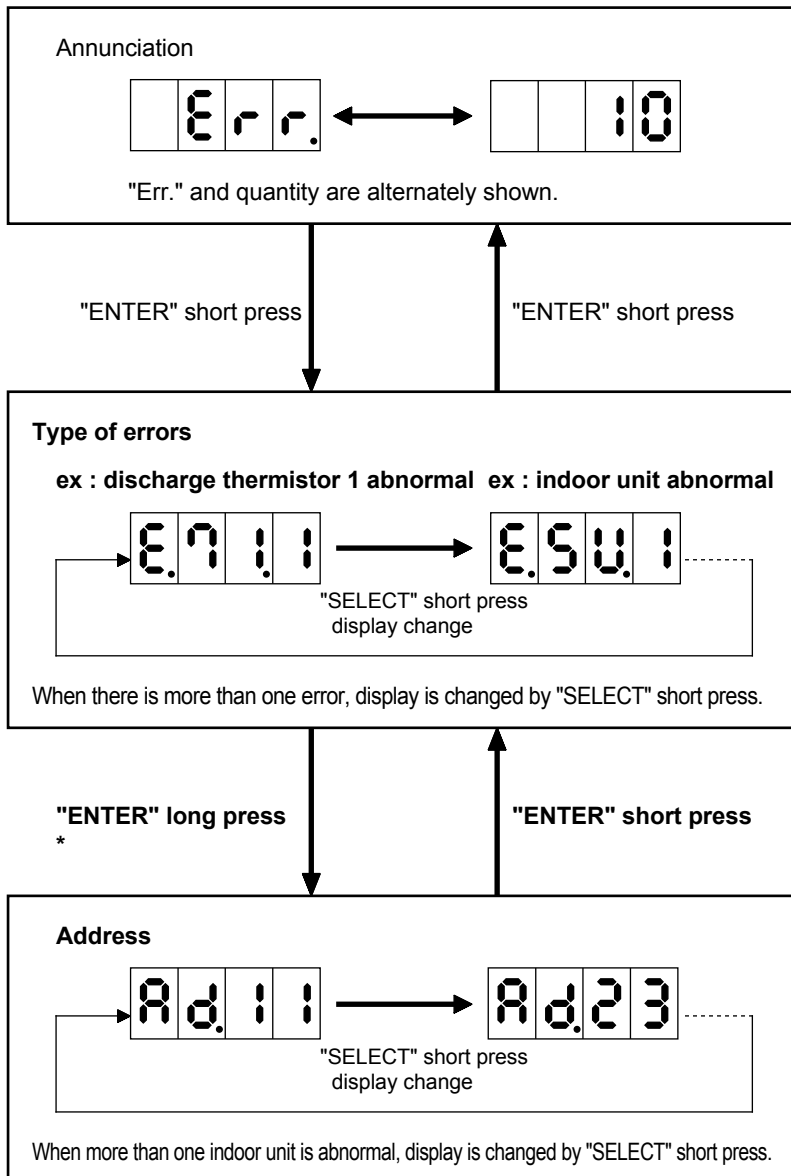 Annunciation
Err. 10
"Err." and quantity are alternately shown.
"ENTER" short press "ENTER" short press
Type of errors
ex : discharge thermistor 1 abnormal ex : indoor unit abnormal
E.71.1 E.5U.1
"SELECT" short press
display change
When there is more than one error, display is changed by "SELECT" short press.
"ENTER" long press "ENTER" short press
*
Address
Ad.11 Ad.23
"SELECT" short press
display change
When more than one indoor unit is abnormal, display is changed by "SELECT" short press.